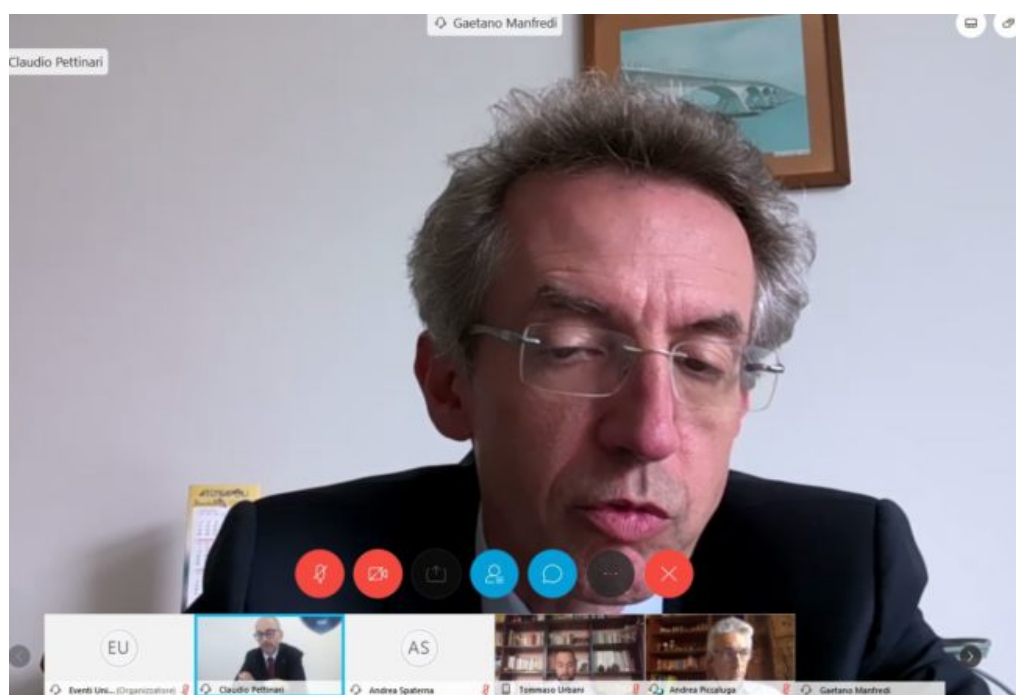 Gaetano Manfredi
Claudio Pettinari
EU
AS
Eventi Uni... (Organizzatore)
Claudio Pettinari
Andrea Spaterna
Tommaso Urbani
Andrea Piccaluga
Gaetano Manfredi